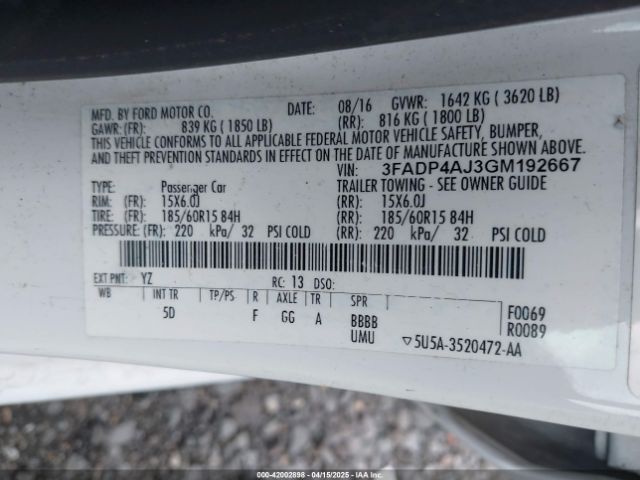 MFD. BY FORD MOTOR CO. DATE: 08/16 GVWR: 1642 KG ( 3620 LB)
GAWR: (FR): 839 KG ( 1850 LB) (RR): 816 KG ( 1800 LB)
THIS VEHICLE CONFORMS TO ALL APPLICABLE FEDERAL MOTOR VEHICLE SAFETY, BUMPER,
AND THEFT PREVENTION STANDARDS IN EFFECT ON THE DATE OF MANUFACTURE SHOWN ABOVE.
VIN: 3FADP4AJ3GM192667
TYPE: Passenger Car TRAILER TOWING - SEE OWNER GUIDE
RIM: (FR): 15X6.0J (RR): 15X6.0J
TIRE: (FR): 185/60R15 84H (RR): 185/60R15 84H
PRESSURE: (FR): 220 kPa/ 32 PSI COLD (RR): 220 kPa/ 32 PSI COLD
EXT PNT: YZ RC: 13 DSO:
WB INT TR TP/PS R AXLE TR SPR
5D F GG A BBBB
UMU
F0069
R0089
▽5U5A-3520472-AA
000-42002898 - 04/15/2025 - IAA Inc.